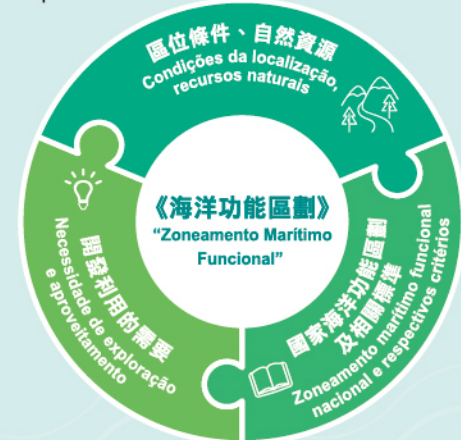 區位條件、自然資源
Condições da localização,
recursos naturais
《海洋功能區劃》
“Zoneamento Marítimo
Funcional”
開發利用的需要
Necessidade de exploração
e aproveitamento
國家海洋功能區劃
及相關標準
Zoneamento marítimo funcional
nacional e respectivos critérios